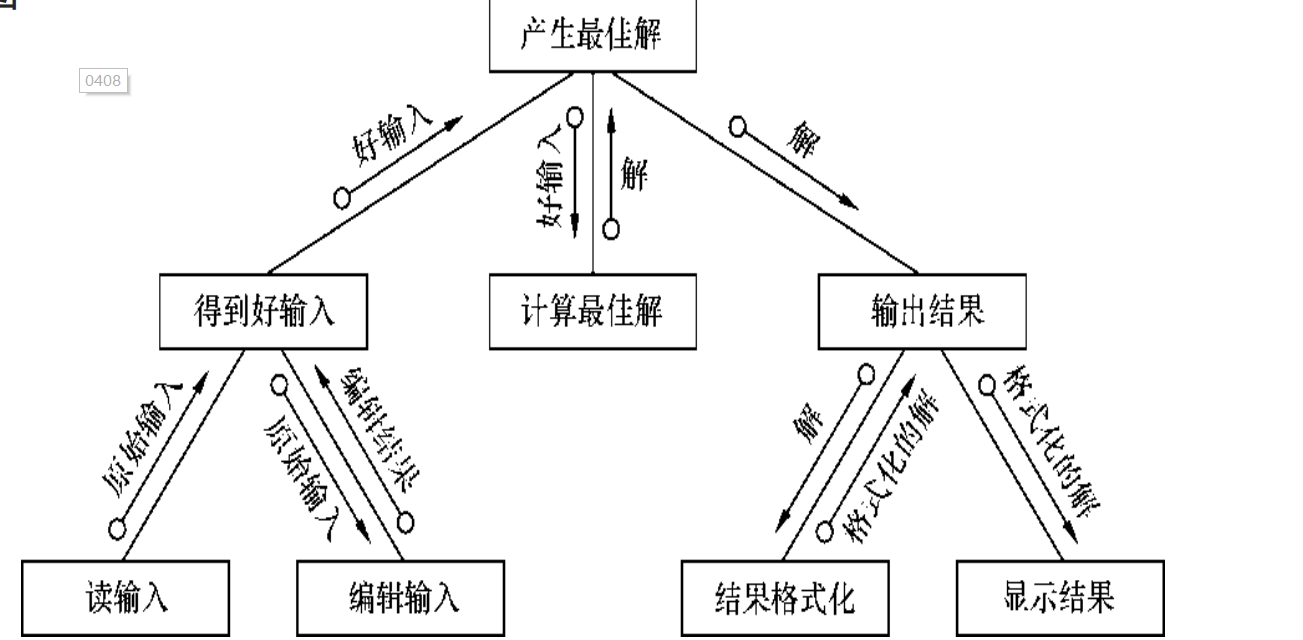 产生最佳解
0408
好输入
好输入
解
解
得到好输入
计算最佳解
输出结果
原始输入
原始输入
编辑结果
解
格式化的解
格式化的解
读输入
编辑输入
结果格式化
显示结果